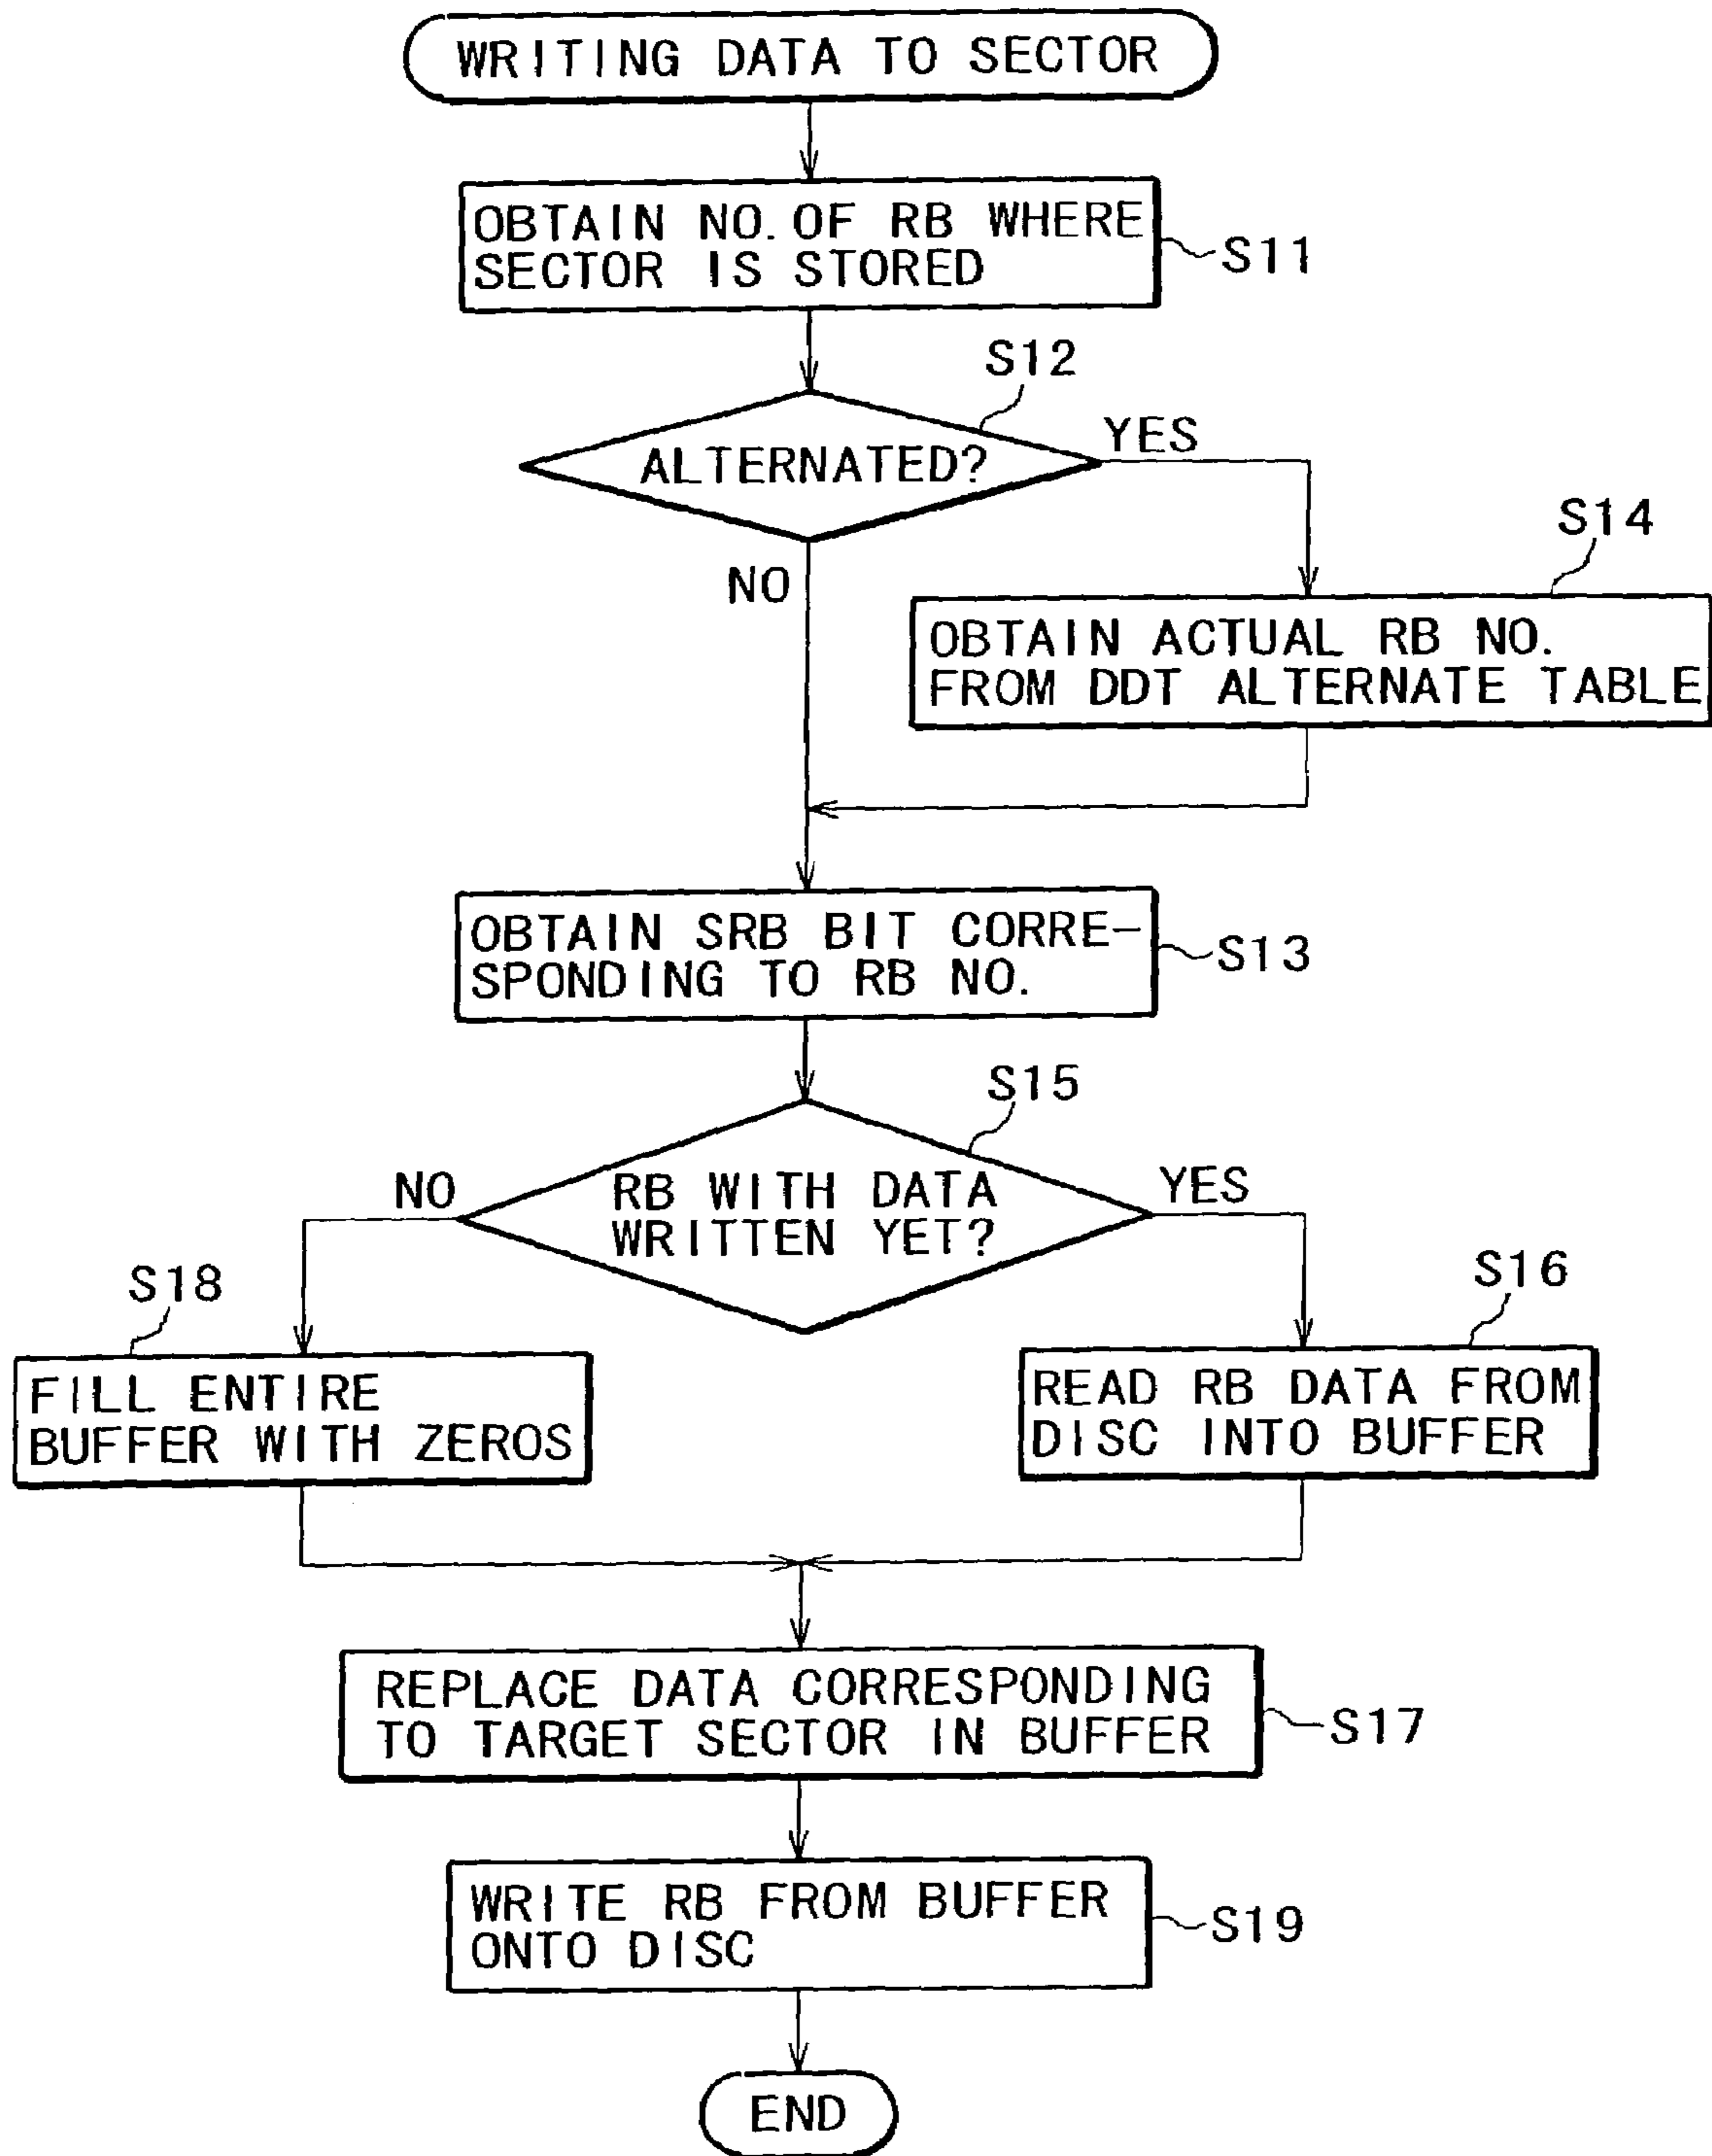 WRITING DATA TO SECTOR
OBTAIN NO. OF RB WHERE
SECTOR IS STORED
S11
S12
ALTERNATED?
YES
NO
S14
OBTAIN ACTUAL RB NO.
FROM DDT ALTERNATE TABLE
OBTAIN SRB BIT CORRE-
SPONDING TO RB NO.
S13
S15
RB WITH DATA
WRITTEN YET?
NO
YES
S18
FILL ENTIRE
BUFFER WITH ZEROS
S16
READ RB DATA FROM
DISC INTO BUFFER
REPLACE DATA CORRESPONDING
TO TARGET SECTOR IN BUFFER
S17
WRITE RB FROM BUFFER
ONTO DISC
S19
END